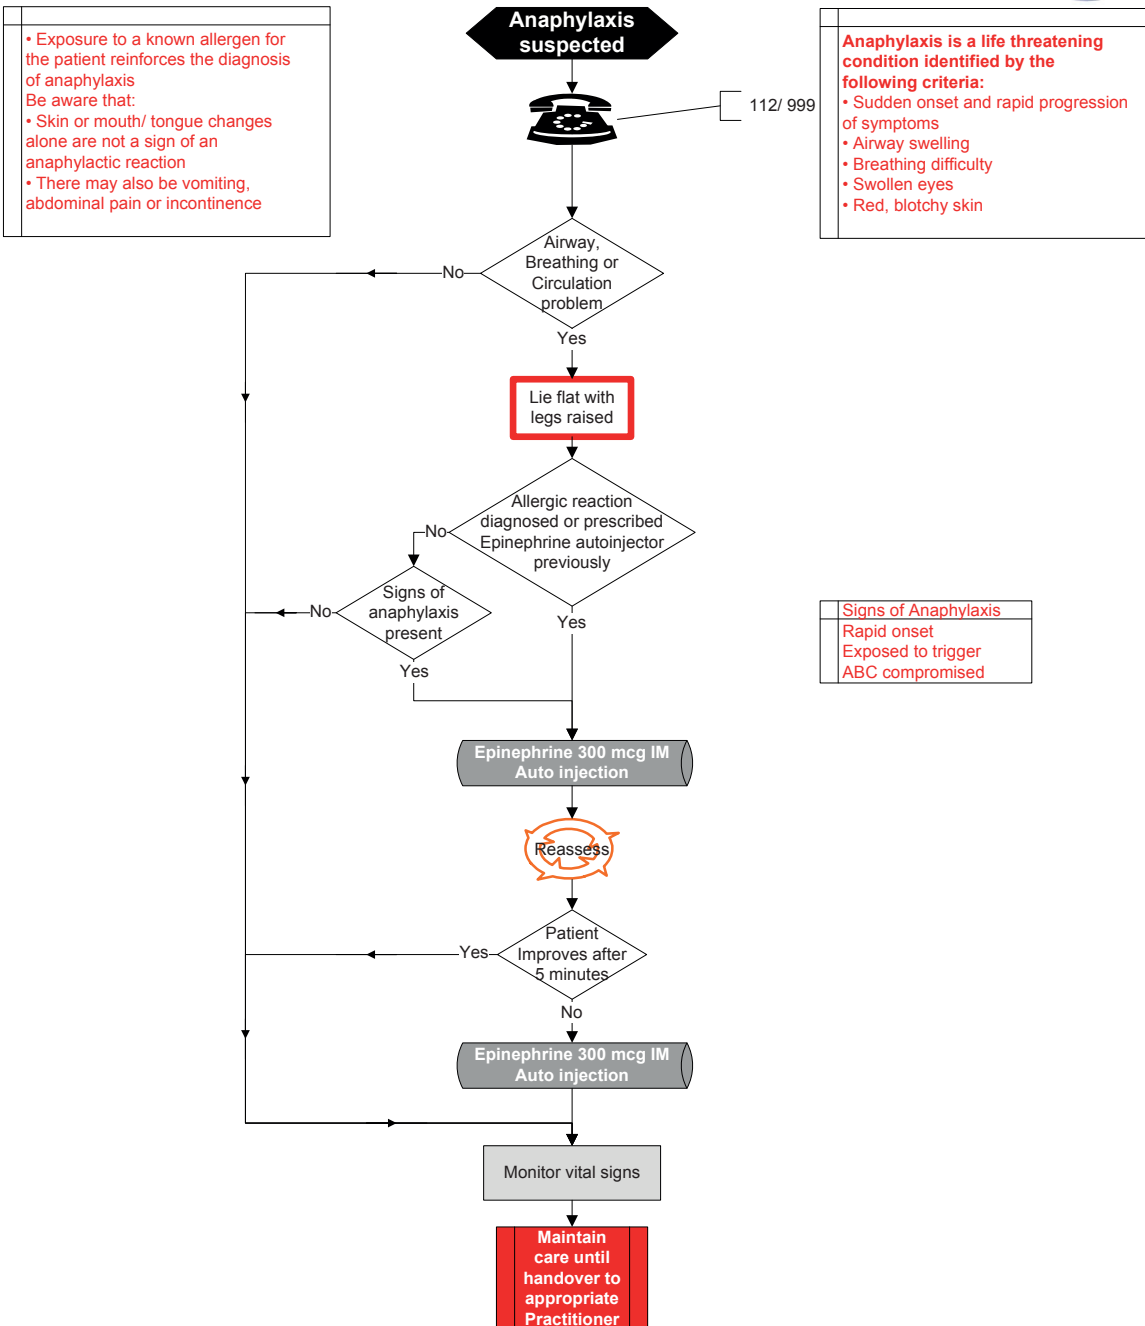 • Exposure to a known allergen for
the patient reinforces the diagnosis
of anaphylaxis
Be aware that:
• Skin or mouth/ tongue changes
alone are not a sign of an
anaphylactic reaction
• There may also be vomiting,
abdominal pain or incontinence
Anaphylaxis
suspected
112/ 999
Anaphylaxis is a life threatening
condition identified by the
following criteria:
• Sudden onset and rapid progression
of symptoms
• Airway swelling
• Breathing difficulty
• Swollen eyes
• Red, blotchy skin
Airway,
Breathing or
Circulation
problem
No
Yes
Lie flat with
legs raised
Allergic reaction
diagnosed or prescribed
Epinephrine autoinjector
previously
No
Yes
Signs of
anaphylaxis
present
No
Yes
Signs of Anaphylaxis
Rapid onset
Exposed to trigger
ABC compromised
Epinephrine 300 mcg IM
Auto injection
Reassess
Patient
Improves after
5 minutes
Yes
No
Epinephrine 300 mcg IM
Auto injection
Monitor vital signs
Maintain
care until
handover to
appropriate
Practitioner